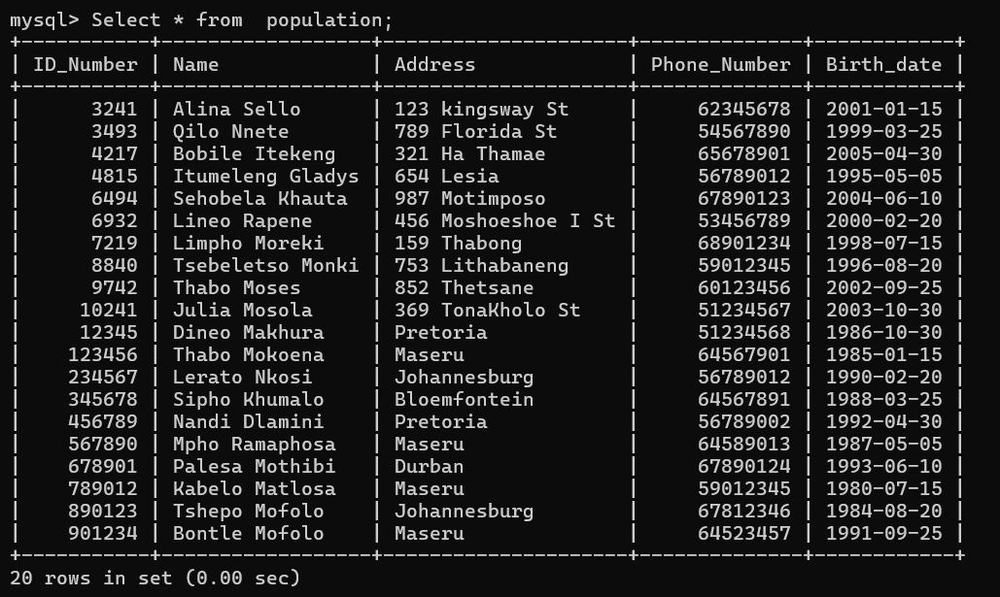 mysql> Select * from  population;
+-----------+------------------+---------------------+--------------+------------+
| ID_Number | Name             | Address             | Phone_Number | Birth_date |
+-----------+------------------+---------------------+--------------+------------+
|      3241 | Alina Sello      | 123 kingsway St     |     62345678 | 2001-01-15 |
|      3493 | Qilo Nnete       | 789 Florida St      |     54567890 | 1999-03-25 |
|      4217 | Bobile Itekeng   | 321 Ha Thamae       |     65678901 | 2005-04-30 |
|      4815 | Itumeleng Gladys | 654 Lesia           |     56789012 | 1995-05-05 |
|      6494 | Sehobela Khauta  | 987 Motimposo       |     67890123 | 2004-06-10 |
|      6932 | Lineo Rapene     | 456 Moshoeshoe I St |     53456789 | 2000-02-20 |
|      7219 | Limpho Moreki    | 159 Thabong         |     68901234 | 1998-07-15 |
|      8840 | Tsebeletso Monki | 753 Lithabaneng     |     59012345 | 1996-08-20 |
|      9742 | Thabo Moses      | 852 Thetsane        |     60123456 | 2002-09-25 |
|     10241 | Julia Mosola     | 369 TonaKholo St    |     51234567 | 2003-10-30 |
|     12345 | Dineo Makhura    | Pretoria            |     51234568 | 1986-10-30 |
|    123456 | Thabo Mokoena    | Maseru              |     64567901 | 1985-01-15 |
|    234567 | Lerato Nkosi     | Johannesburg        |     56789012 | 1990-02-20 |
|    345678 | Sipho Khumalo    | Bloemfontein        |     64567891 | 1988-03-25 |
|    456789 | Nandi Dlamini    | Pretoria            |     56789002 | 1992-04-30 |
|    567890 | Mpho Ramaphosa   | Maseru              |     64589013 | 1987-05-05 |
|    678901 | Palesa Mothibi   | Durban              |     67890124 | 1993-06-10 |
|    789012 | Kabelo Matlosa   | Maseru              |     59012345 | 1980-07-15 |
|    890123 | Tshepo Mofolo    | Johannesburg        |     67812346 | 1984-08-20 |
|    901234 | Bontle Mofolo    | Maseru              |     64523457 | 1991-09-25 |
+-----------+------------------+---------------------+--------------+------------+
20 rows in set (0.00 sec)